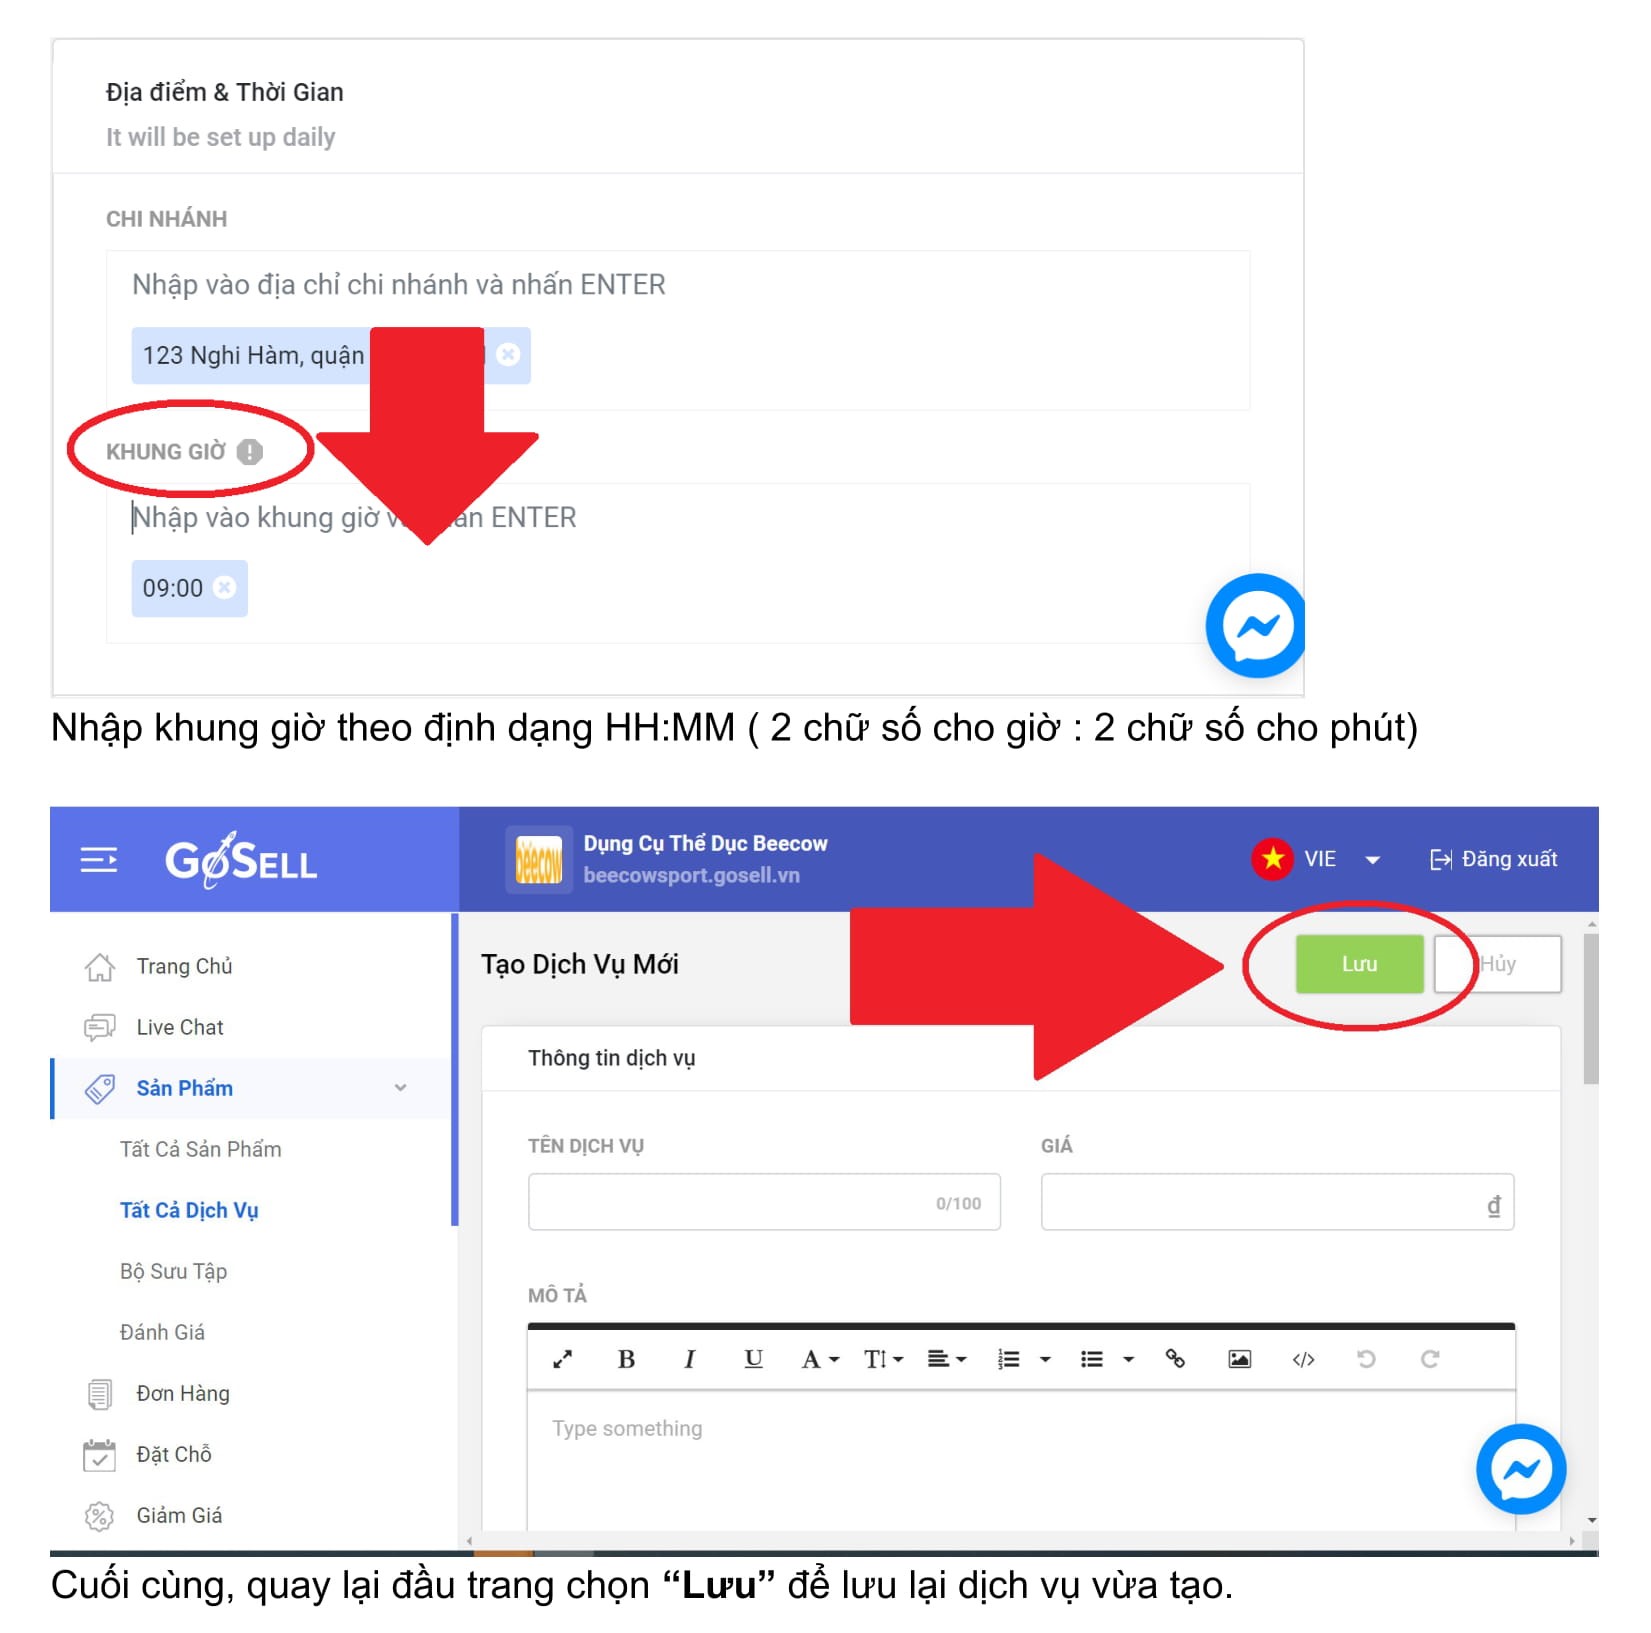 Địa điểm & Thời Gian
It will be set up daily
CHI NHÁNH
Nhập vào địa chỉ chi nhánh và nhấn ENTER
123 Nghi Hàm, quận
KHUNG GIỜ
Nhập vào khung giờ ENTER
09:00
Nhập khung giờ theo định dạng HH:MM ( 2 chữ số cho giờ : 2 chữ số cho phút)
GOSELL
beecow
Dụng Cụ Thể Dục Beecow
beecowsport.gosell.vn
VIE
Đăng xuất
Trang Chủ
Live Chat
Sản Phẩm
Tất Cả Sản Phẩm
Tất Cả Dịch Vụ
Bộ Sưu Tập
Đánh Giá
Đơn Hàng
Đặt Chỗ
Giảm Giá
Tạo Dịch Vụ Mới
Lưu
Hủy
Thông tin dịch vụ
TÊN DỊCH VỤ
GIÁ
0/100
đ
MÔ TẢ
Type something
Cuối cùng, quay lại đầu trang chọn “Lưu” để lưu lại dịch vụ vừa tạo.